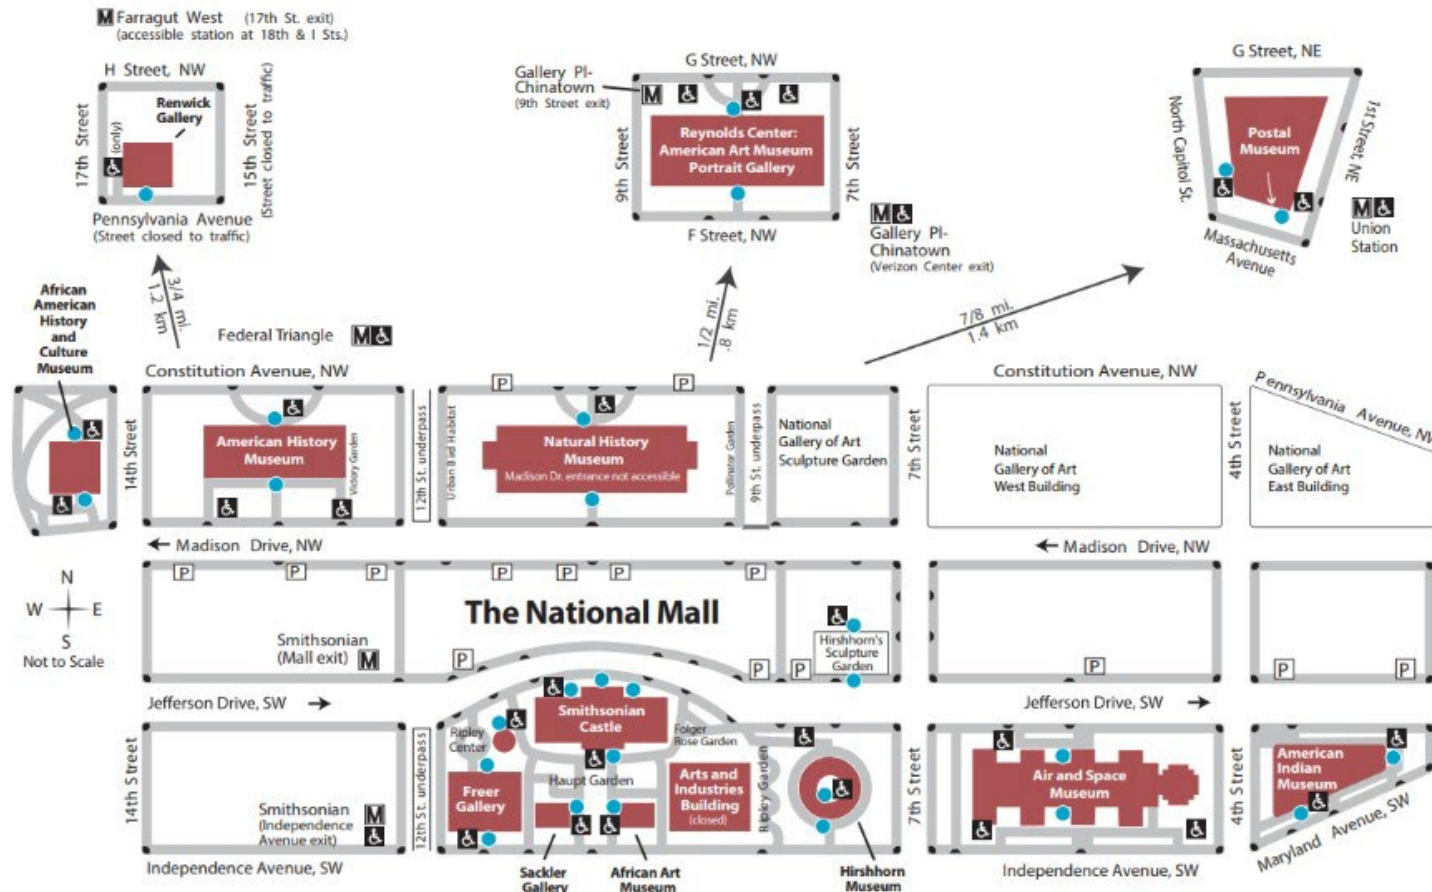 M Farragut West (17th St. exit)
(accessible station at 18th & I Sts.)
H Street, NW
17th Street
(only)
Renwick
Gallery
15th Street
(Street closed to traffic)
Pennsylvania Avenue
(Street closed to traffic)
Gallery Pl-
Chinatown
(9th Street exit)
G Street, NW
M
9th Street
Reynolds Center:
American Art Museum
Portrait Gallery
7th Street
F Street, NW
M
Gallery Pl-
Chinatown
(Verizon Center exit)
G Street, NE
North Capitol St.
Postal
Museum
1st Street, NE
Massachusetts
Avenue
M
Union
Station
3/4 mi.
1.2 km
1/2 mi.
.8 km
7/8 mi.
1.4 km
African
American
History
and
Culture
Museum
Federal Triangle M
Constitution Avenue, NW
Constitution Avenue, NW
Pennsylvania Avenue, NW
14th Street
American History
Museum
Victory Garden
12th St. underpass
Urban Bird Habitat
P
P
Natural History
Museum
Madison Dr. entrance not accessible
Pollinator Garden
9th St. underpass
National
Gallery of Art
Sculpture Garden
7th Street
National
Gallery of Art
West Building
4th Street
National
Gallery of Art
East Building
Madison Drive, NW
Madison Drive, NW
N
W E
S
Not to Scale
P
P
P
P
P
P
P
The National Mall
Smithsonian
(Mall exit) M
P
P
P
Hirshhorn's
Sculpture
Garden
P
P
P
Jefferson Drive, SW
Jefferson Drive, SW
14th Street
Smithsonian
(Independence
Avenue exit)
M
12th St. underpass
Ripley
Center
Smithsonian
Castle
Folger
Rose Garden
Freer
Gallery
Haupt Garden
Arts and
Industries
Building
(closed)
Ripley Garden
7th Street
Air and Space
Museum
4th Street
American
Indian
Museum
Maryland Avenue, SW
Independence Avenue, SW
Independence Avenue, SW
Sackler
Gallery
African Art
Museum
Hirshhorn
Museum